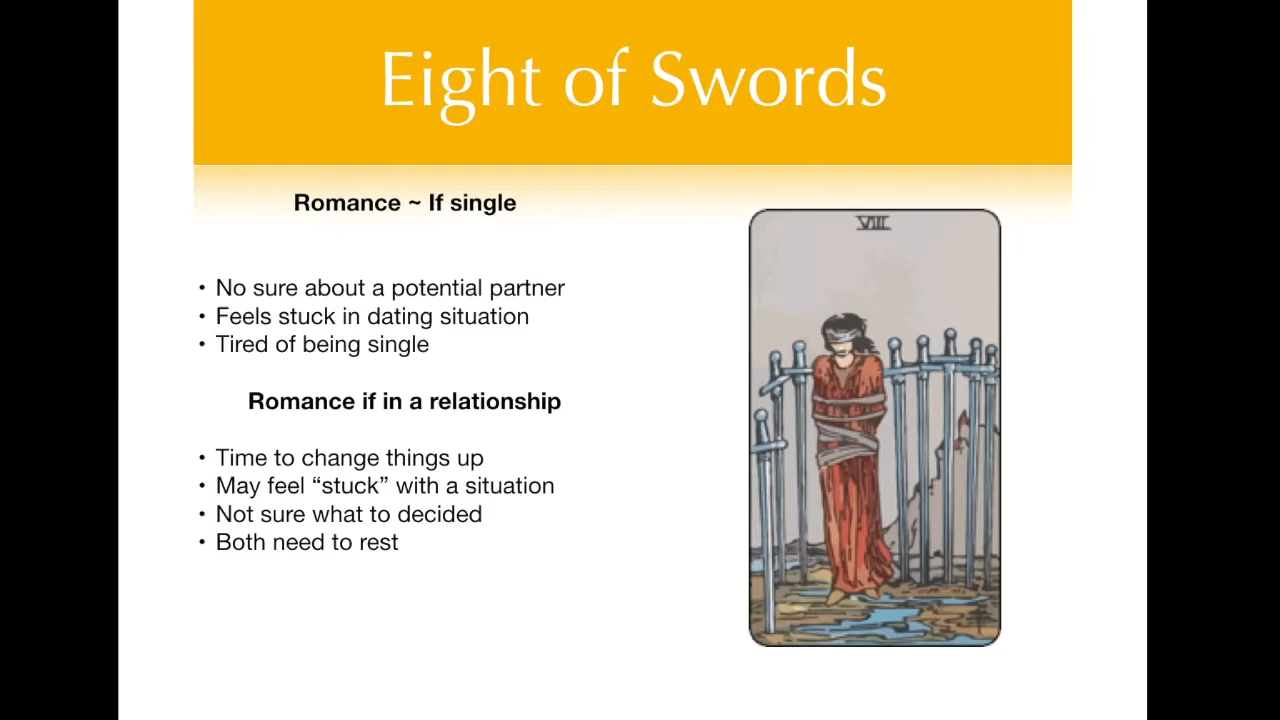 Eight of Swords
Romance ~ If single
• No sure about a potential partner
• Feels stuck in dating situation
• Tired of being single
Romance if in a relationship
• Time to change things up
• May feel “stuck” with a situation
• Not sure what to decided
• Both need to rest
VIII